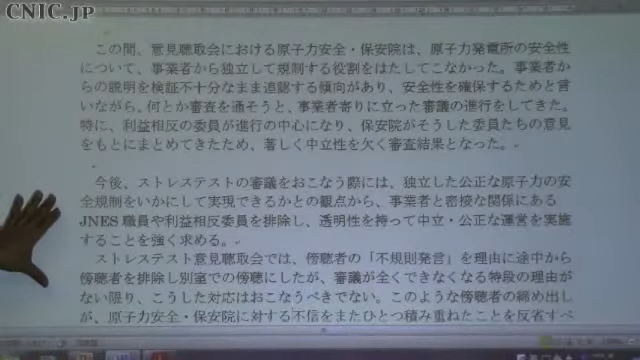 CNIC.jp
この間、意見聴取会における原子力安全・保安院は、原子力発電所の安全性
について、事業者から独立して規制する役割をはたしてこなかった。事業者か
らの説明を検証不十分なまま追認する傾向があり、安全性を確保するためと言
いながら、何とか審査を通そうと、事業者寄りに立った審議の進行をしてきた。
特に、利益相反の委員が進行の中心になり、保安院がそうした委員たちの意見
をもとにまとめてきたため、著しく中立性を欠く審査結果となった。
今後、ストレステストの審議をおこなう際には、独立した公正な原子力の安
全規制をいかにして実現できるかとの観点から、事業者と密接な関係にある
JNES 職員や利益相反委員を排除し、透明性を持って中立・公正な運営を実施
することを強く求める。
ストレステスト意見聴取会では、傍聴者の「不規則発言」を理由に途中から
傍聴者を排除し別室での傍聴にしたが、審議が全くできなくなる特段の理由が
ない限り、こうした対応はおこなうべきでない。このような傍聴者の締め出し
が、原子力安全・保安院に対する不信をまたひとつ積み重ねたことを反省すべ